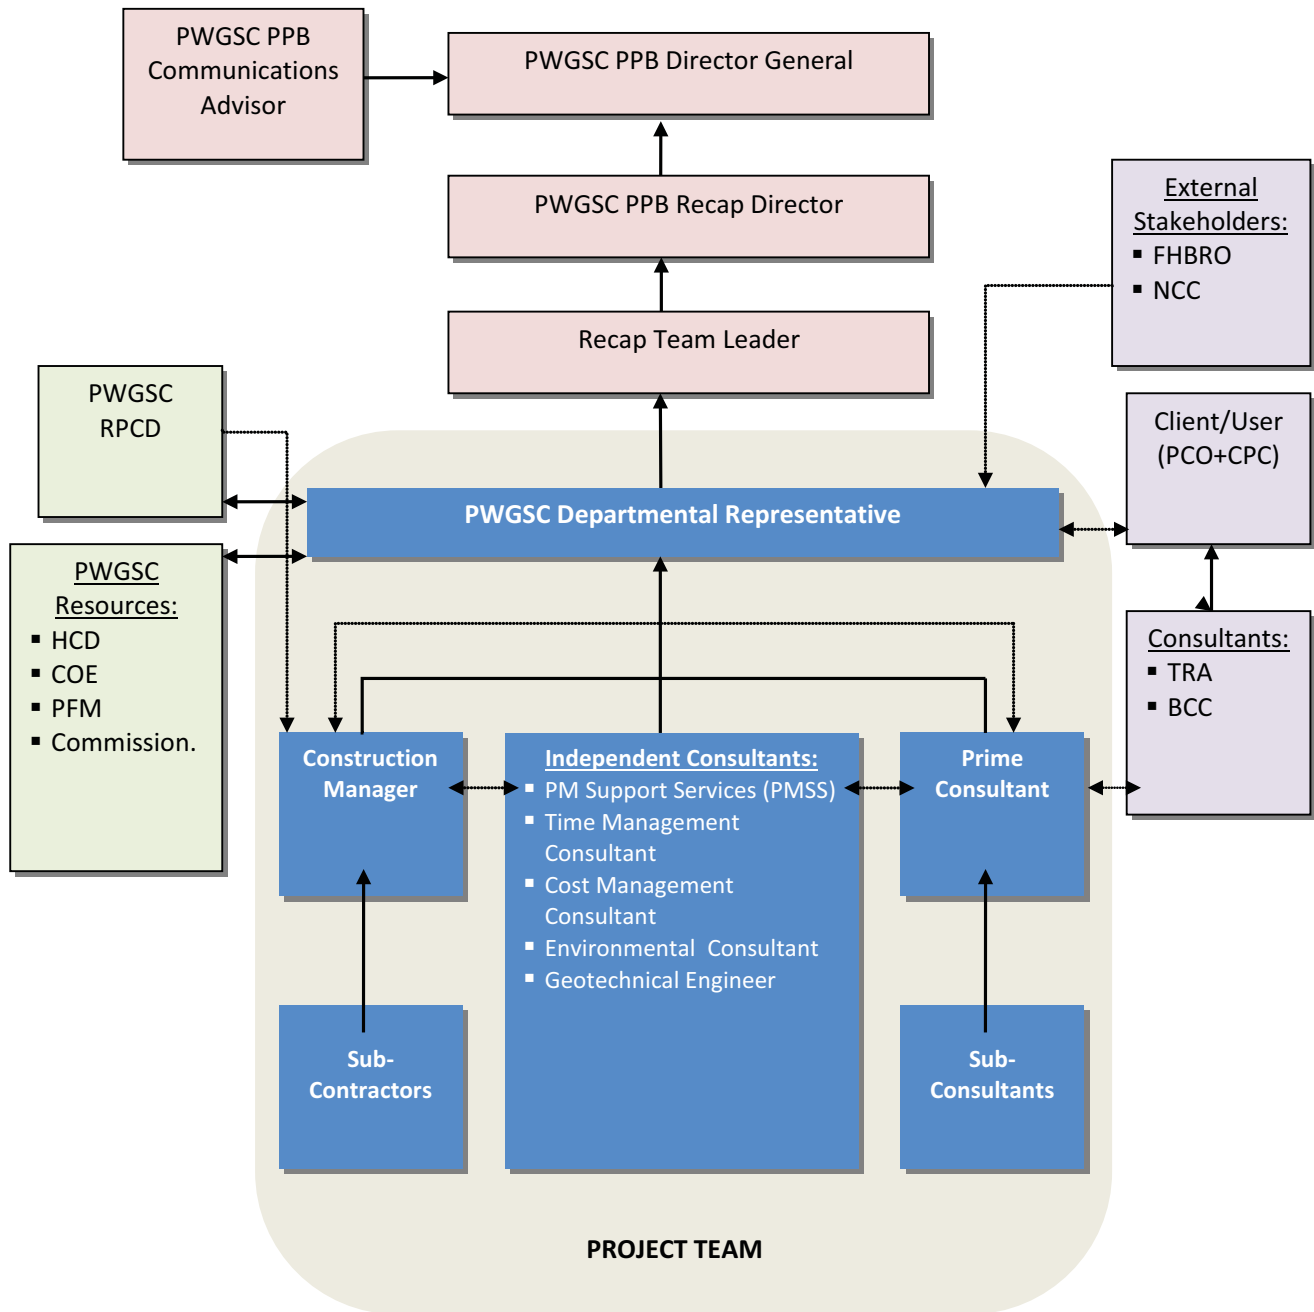 PWGSC PPB
Communications
Advisor
PWGSC PPB Director General
PWGSC PPB Recap Director
External
Stakeholders:
▪ FHBRO
▪ NCC
Recap Team Leader
PWGSC
RPCD
Client/User
(PCO+CPC)
PWGSC Departmental Representative
PWGSC
Resources:
▪ HCD
▪ COE
▪ PFM
▪ Commission.
Consultants:
▪ TRA
▪ BCC
Construction
Manager
Independent Consultants:
▪ PM Support Services (PMSS)
▪ Time Management
Consultant
▪ Cost Management
Consultant
▪ Environmental Consultant
▪ Geotechnical Engineer
Prime
Consultant
Sub-
Contractors
Sub-
Consultants
PROJECT TEAM